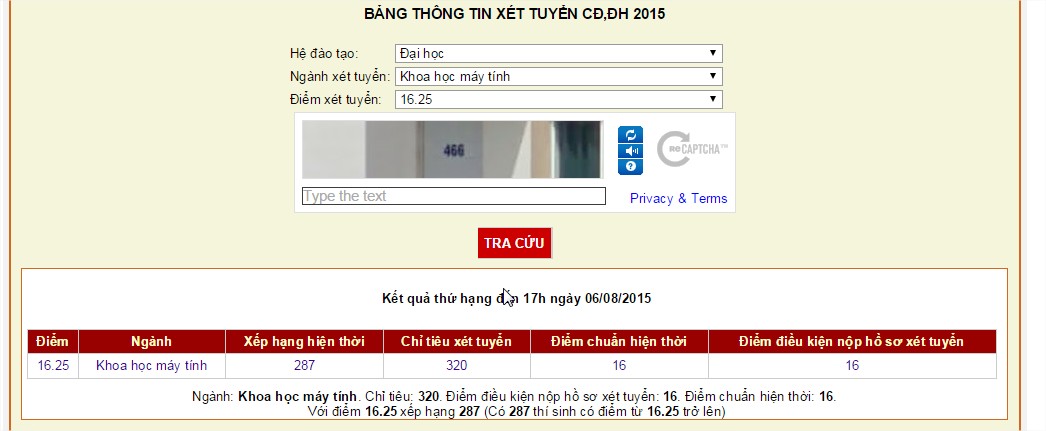 BẢNG THÔNG TIN XÉT TUYỂN CĐ,ĐH 2015
Hệ đào tạo: Đại học
Ngành xét tuyển: Khoa học máy tính
Điểm xét tuyển: 16.25
466
reCAPTCHA™
Type the text
Privacy & Terms
TRA CỨU
Kết quả thứ hạng đến 17h ngày 06/08/2015
Điểm Ngành Xếp hạng hiện thời Chỉ tiêu xét tuyển Điểm chuẩn hiện thời Điểm điều kiện nộp hồ sơ xét tuyển
16.25 Khoa học máy tính 287 320 16 16
Ngành: Khoa học máy tính. Chỉ tiêu: 320. Điểm điều kiện nộp hồ sơ xét tuyển: 16. Điểm chuẩn hiện thời: 16.
Với điểm 16.25 xếp hạng 287 (Có 287 thí sinh có điểm từ 16.25 trở lên)